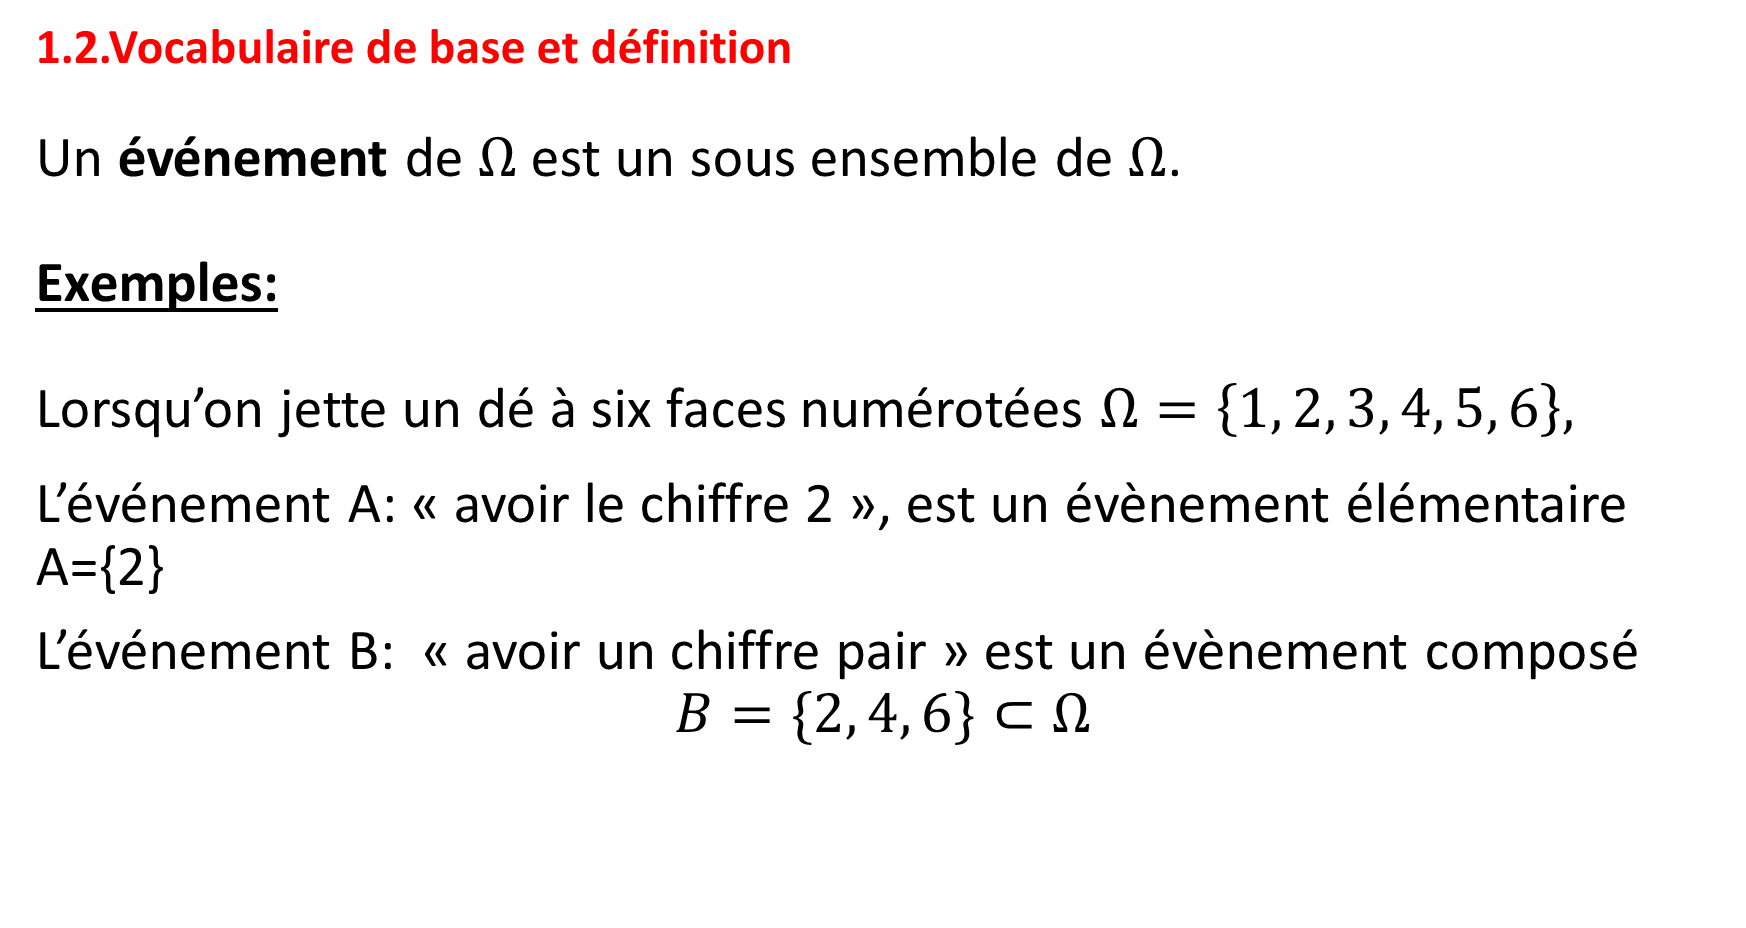 1.2.Vocabulaire de base et définition
Un événement de Ω est un sous ensemble de Ω.
Exemples:
Lorsqu’on jette un dé à six faces numérotées Ω = {1, 2, 3, 4, 5, 6},
L’événement A: « avoir le chiffre 2 », est un évènement élémentaire
A={2}
L’événement B:  « avoir un chiffre pair » est un évènement composé
B = {2, 4, 6} ⊂ Ω